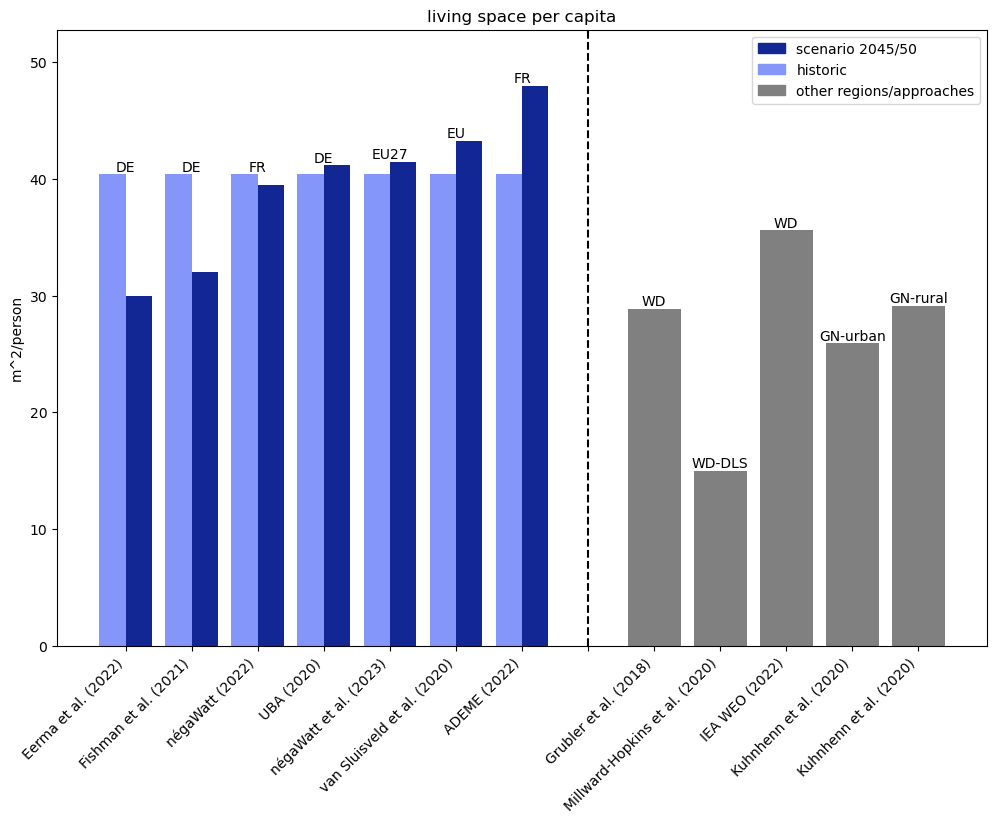 living space per capita
scenario 2045/50
historic
other regions/approaches
m^2/person
50
40
30
20
10
0
DE
DE
FR
DE
EU27
EU
FR
WD
WD-DLS
WD
GN-urban
GN-rural
Eerma et al. (2022)
Fishman et al. (2021)
négaWatt (2022)
UBA (2020)
négaWatt et al. (2023)
van Sluisveld et al. (2020)
ADEME (2022)
Grubler et al. (2018)
Millward-Hopkins et al. (2020)
IEA WEO (2022)
Kuhnhenn et al. (2020)
Kuhnhenn et al. (2020)